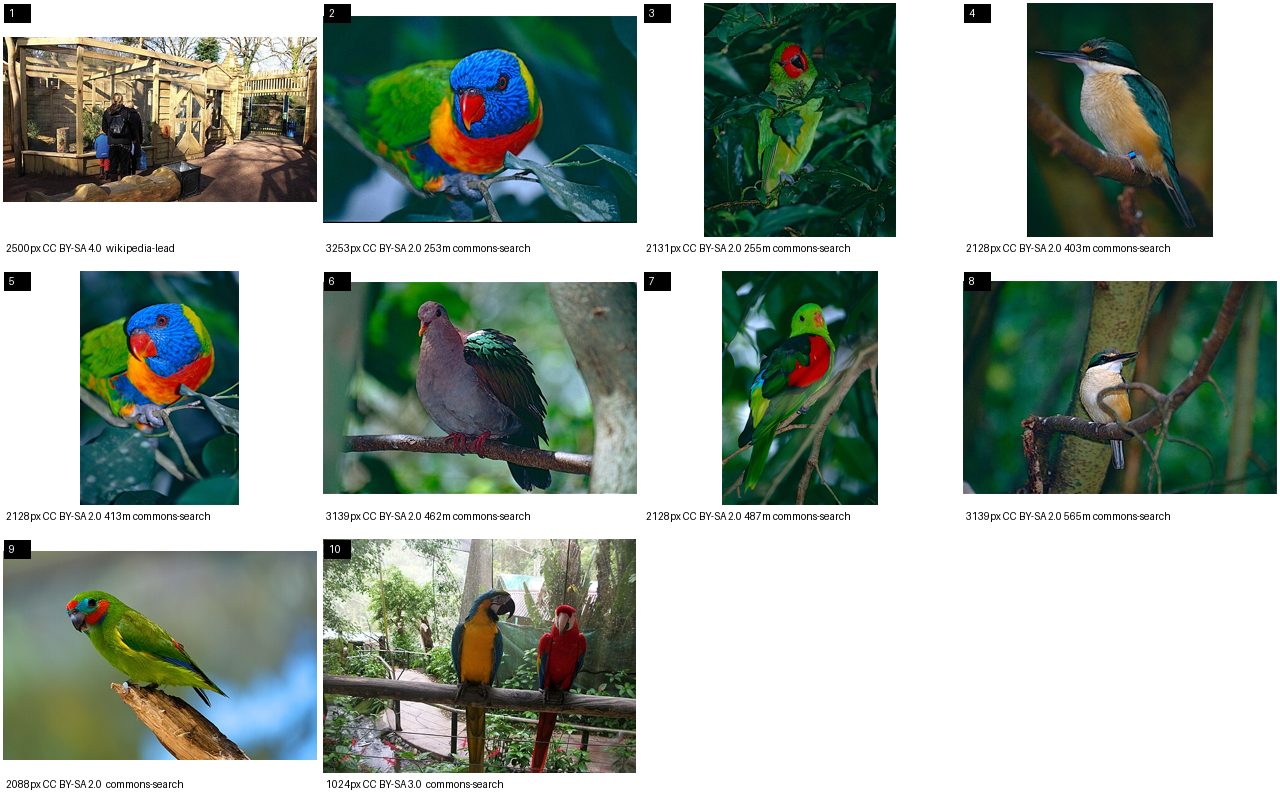 1
2
3
4
2500px CC BY-SA 4.0 wikipedia-lead
3253px CC BY-SA 2.0 253m commons-search
2131px CC BY-SA 2.0 255m commons-search
2128px CC BY-SA 2.0 403m commons-search
5
6
7
8
2128px CC BY-SA 2.0 413m commons-search
3139px CC BY-SA 2.0 462m commons-search
2128px CC BY-SA 2.0 487m commons-search
3139px CC BY-SA 2.0 565m commons-search
9
10
2088px CC BY-SA 2.0 commons-search
1024px CC BY-SA 3.0 commons-search